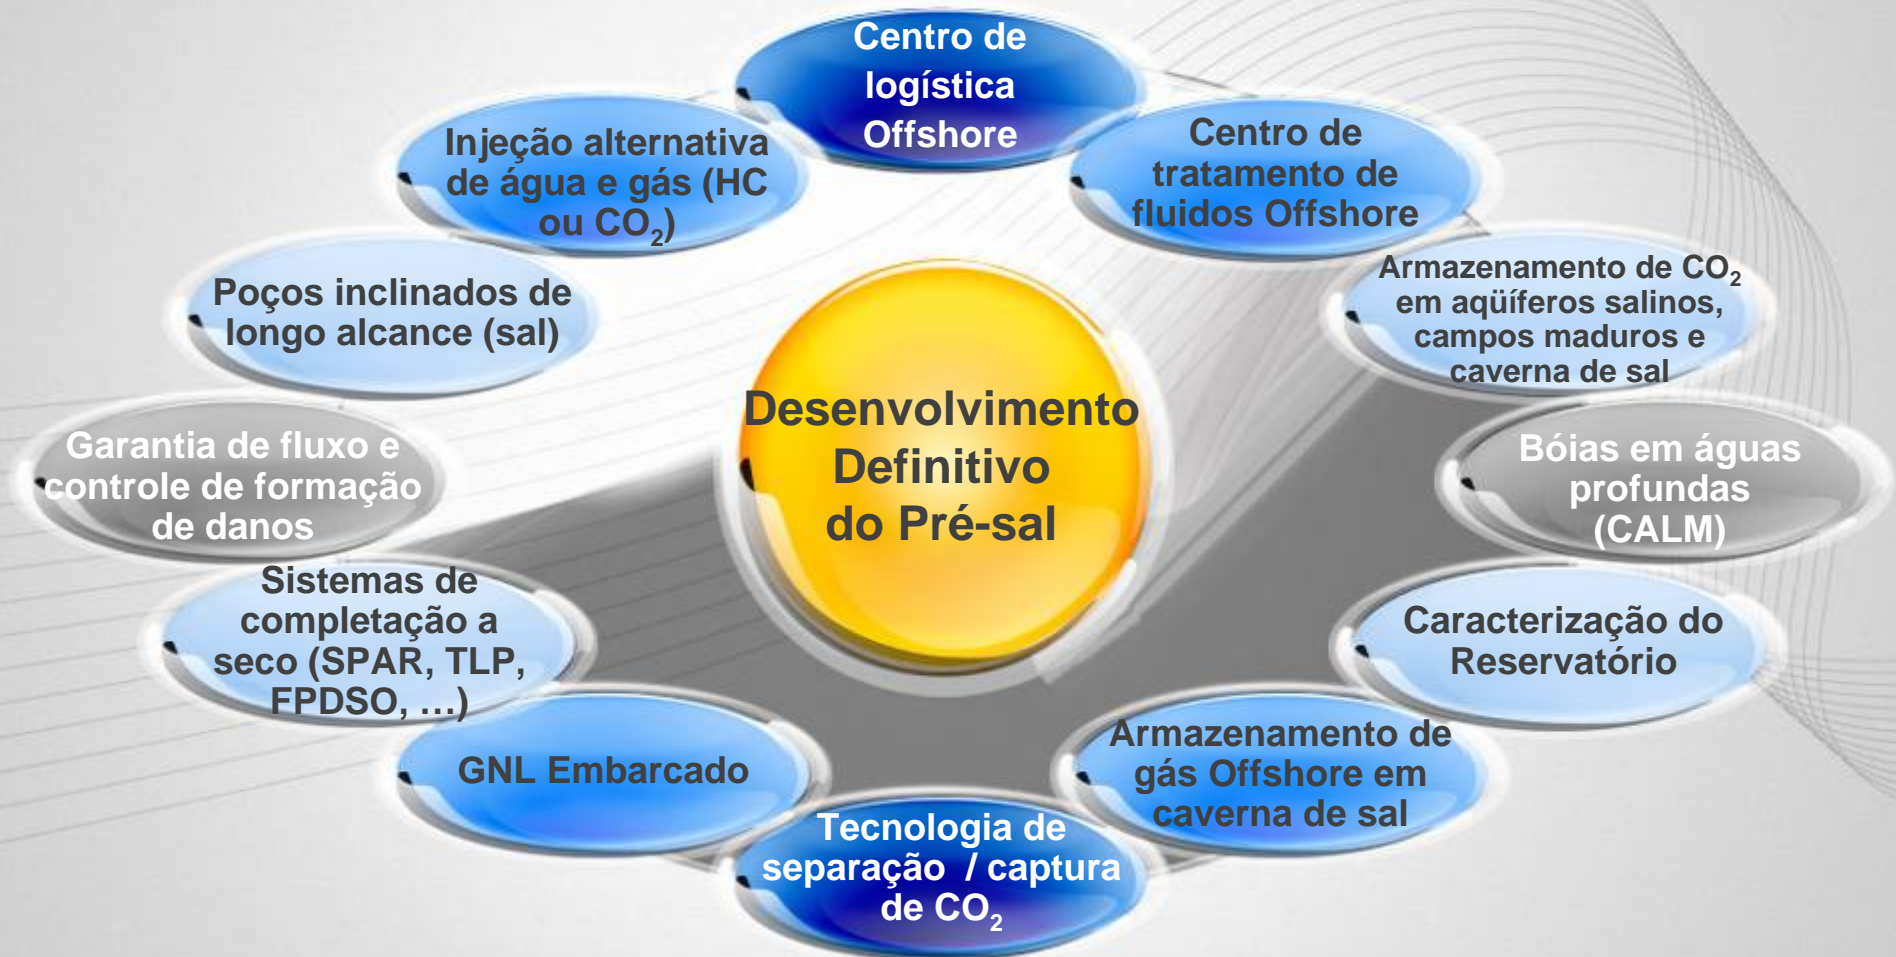 Centro de
logística
Offshore
Centro de
tratamento de
fluidos Offshore
Armazenamento de CO₂
em aqüíferos salinos,
campos maduros e
caverna de sal
Bóias em águas
profundas
(CALM)
Caracterização do
Reservatório
Armazenamento de
gás Offshore em
caverna de sal
Tecnologia de
separação / captura
de CO₂
GNL Embarcado
Sistemas de
completação a
seco (SPAR, TLP,
FPDSO, ...)
Garantia de fluxo e
controle de formação
de danos
Poços inclinados de
longo alcance (sal)
Injeção alternativa
de água e gás (HC
ou CO₂)
Desenvolvimento
Definitivo
do Pré-sal